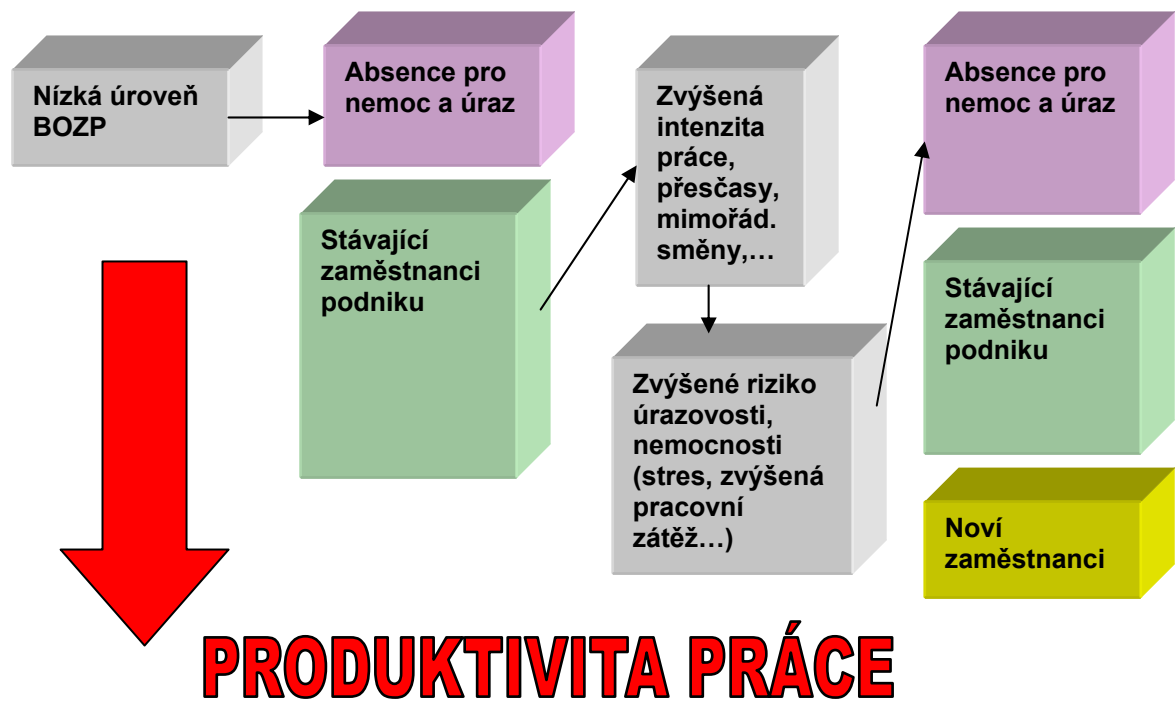 Nízká úroveň
BOZP
Absence pro
nemoc a úraz
Stávající
zaměstnanci
podniku
Zvýšená
intenzita
práce,
přesčasy,
mimořád.
směny,…
Zvýšené riziko
úrazovosti,
nemocnosti
(stres, zvýšená
pracovní
zátěž…)
Absence pro
nemoc a úraz
Stávající
zaměstnanci
podniku
Noví
zaměstnanci
PRODUKTIVITA PRÁCE